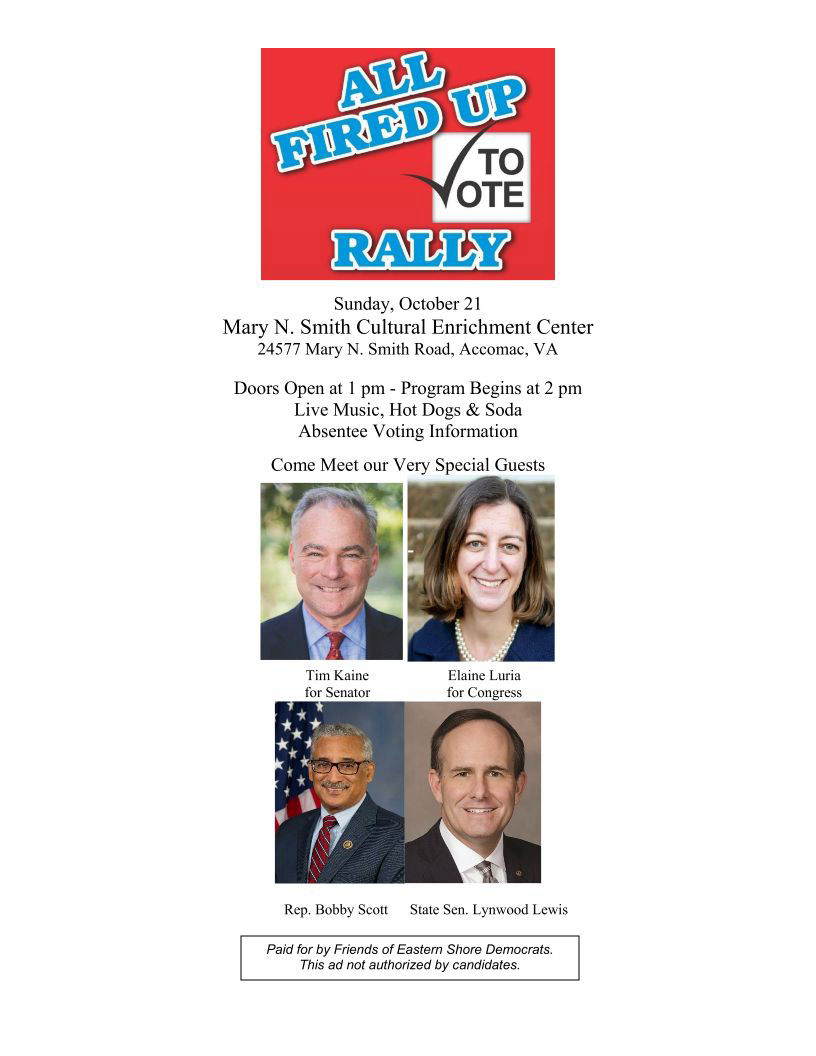 ALL
FIRED UP
TO
VOTE
RALLY
Sunday, October 21
Mary N. Smith Cultural Enrichment Center
24577 Mary N. Smith Road, Accomac, VA
Doors Open at 1 pm - Program Begins at 2 pm
Live Music, Hot Dogs & Soda
Absentee Voting Information
Come Meet our Very Special Guests
Tim Kaine
for Senator
Elaine Luria
for Congress
Rep. Bobby Scott
State Sen. Lynwood Lewis
Paid for by Friends of Eastern Shore Democrats.
This ad not authorized by candidates.